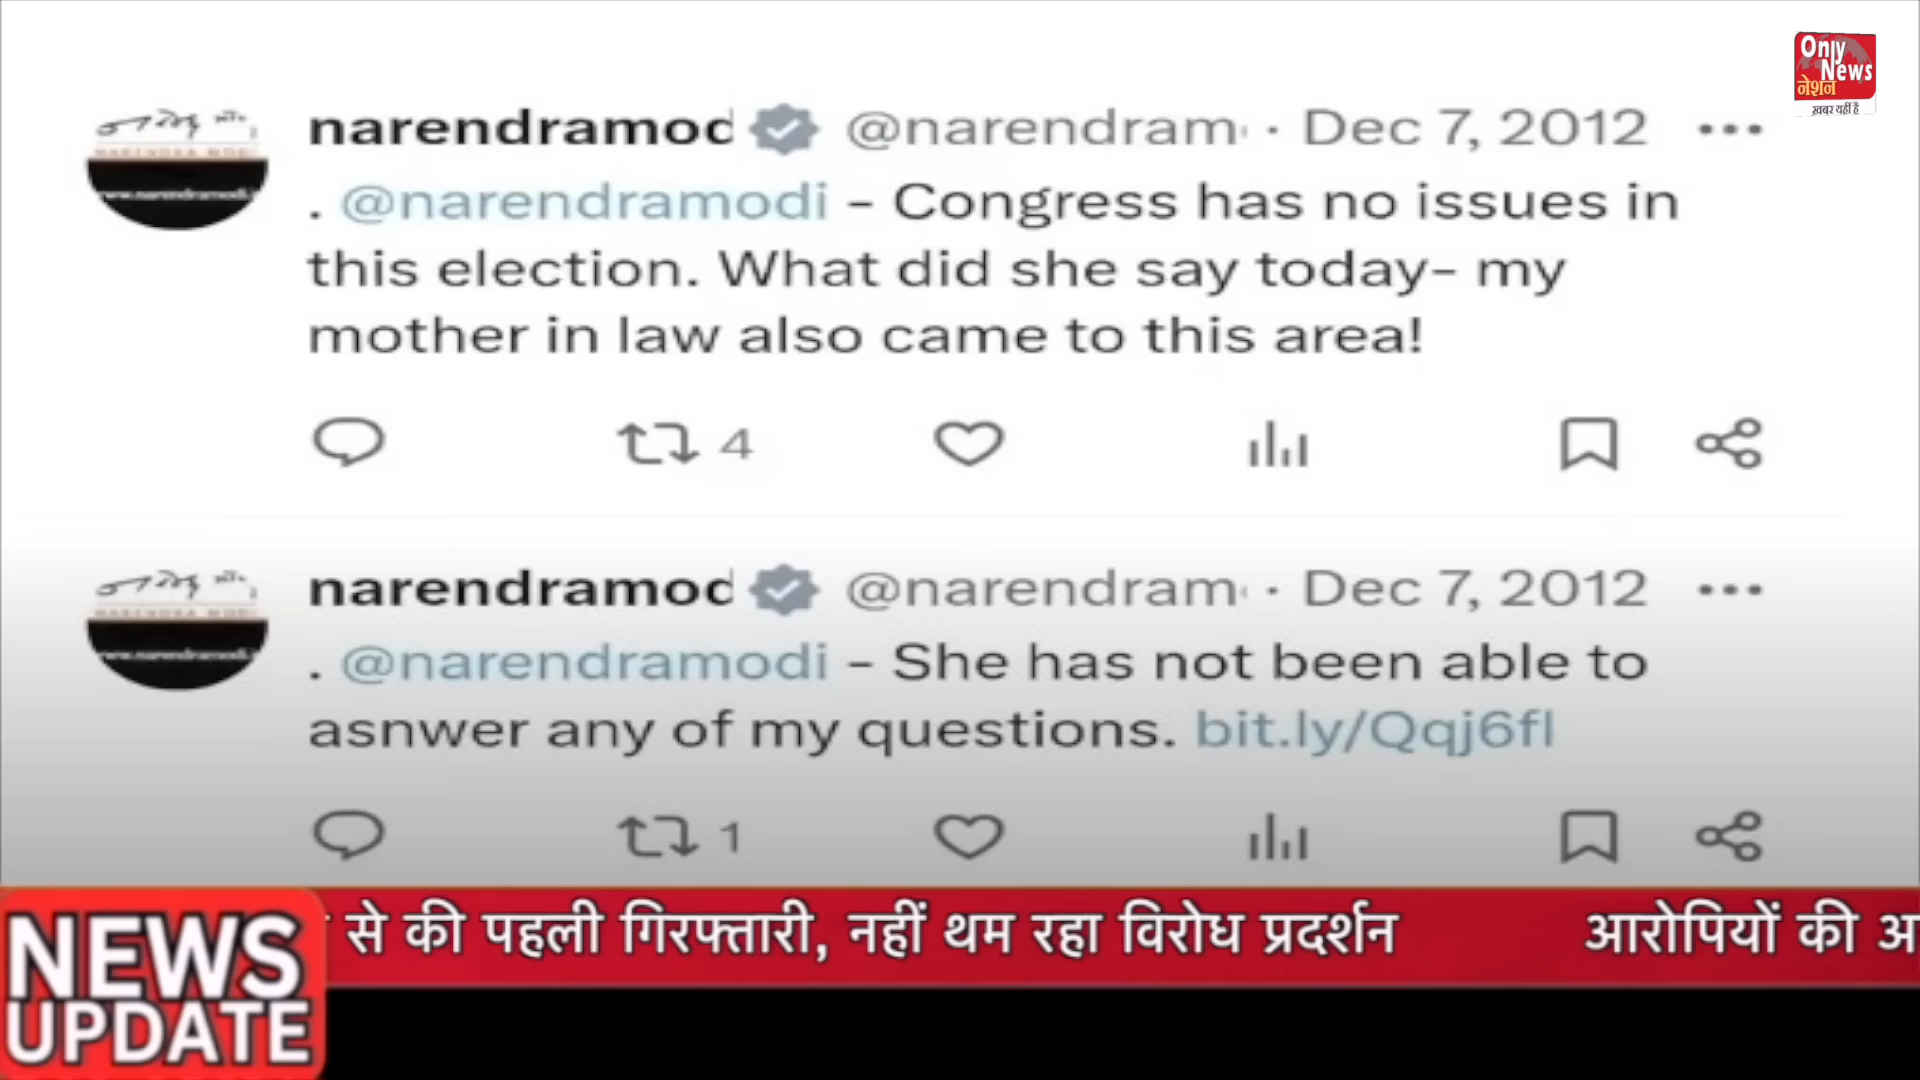 Only
News
नेशन
ख़बर यहीं है
narendramod @narendram · Dec 7, 2012
. @narendramodi – Congress has no issues in
this election. What did she say today- my
mother in law also came to this area!
4
narendramod @narendram · Dec 7, 2012
. @narendramodi – She has not been able to
asnwer any of my questions. bit.ly/Qqj6fl
1
NEWS
UPDATE
से की पहली गिरफ्तारी, नहीं थम रहा विरोध प्रदर्शन आरोपियों की अ